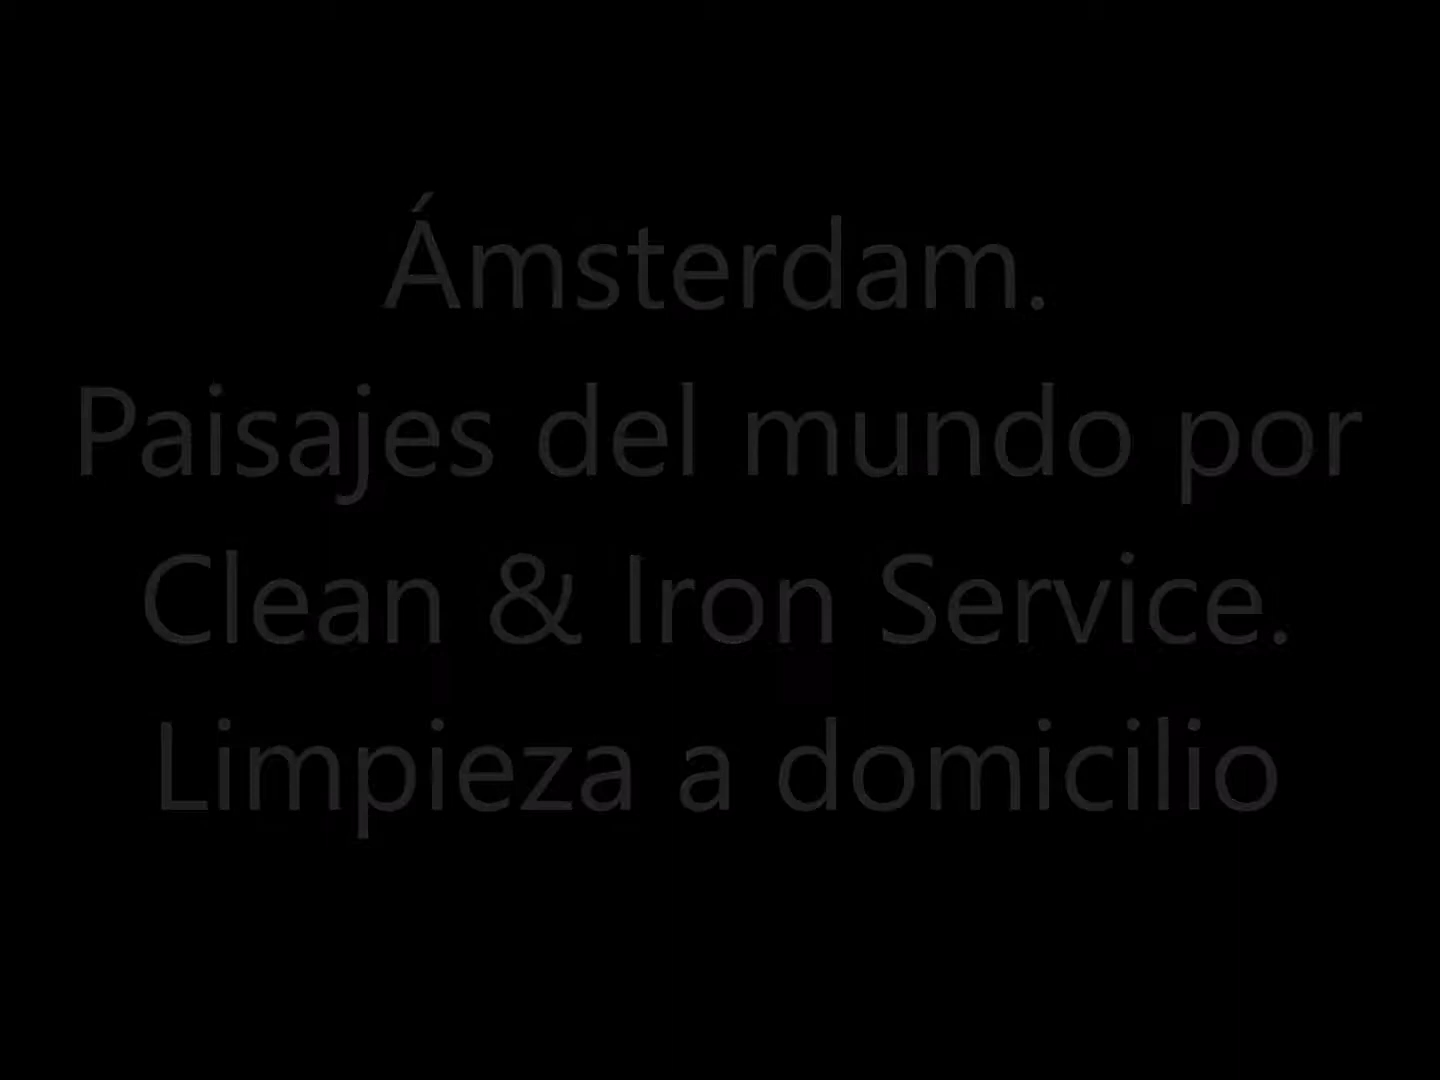 Ámsterdam.
Paisajes del mundo por
Clean & Iron Service.
Limpieza a domicilio